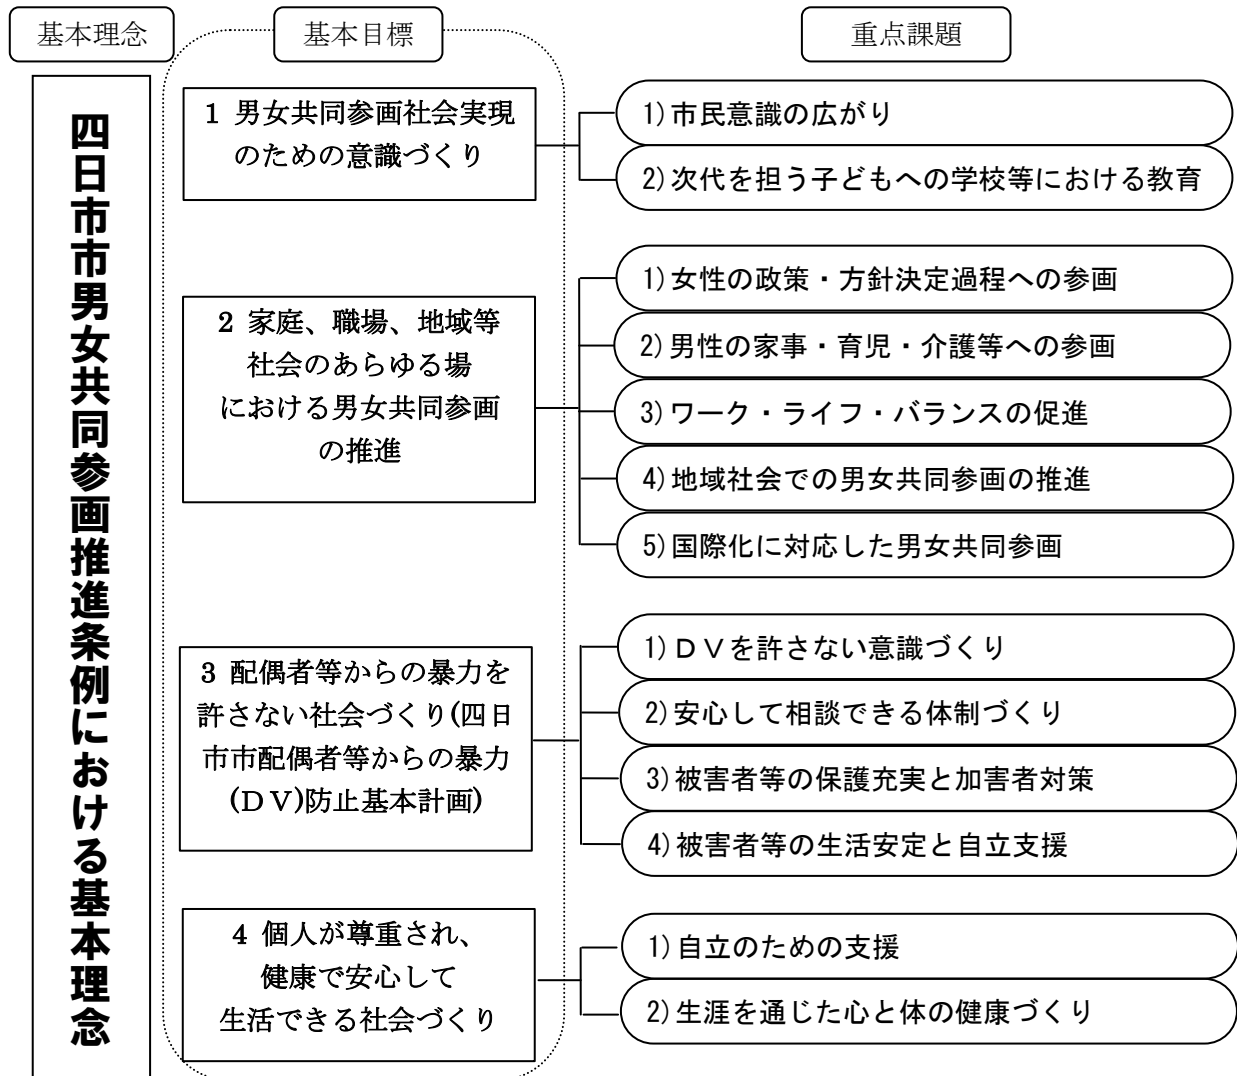 基本理念
基本目標
重点課題
四日市市男女共同参画推進条例における基本理念
1 男女共同参画社会実現
のための意識づくり
1)市民意識の広がり
2)次代を担う子どもへの学校等における教育
2 家庭、職場、地域等
社会のあらゆる場
における男女共同参画
の推進
1)女性の政策・方針決定過程への参画
2)男性の家事・育児・介護等への参画
3)ワーク・ライフ・バランスの促進
4)地域社会での男女共同参画の推進
5)国際化に対応した男女共同参画
3 配偶者等からの暴力を
許さない社会づくり(四日
市市配偶者等からの暴力
(ＤＶ)防止基本計画)
1)ＤＶを許さない意識づくり
2)安心して相談できる体制づくり
3)被害者等の保護充実と加害者対策
4)被害者等の生活安定と自立支援
4 個人が尊重され、
健康で安心して
生活できる社会づくり
1)自立のための支援
2)生涯を通じた心と体の健康づくり